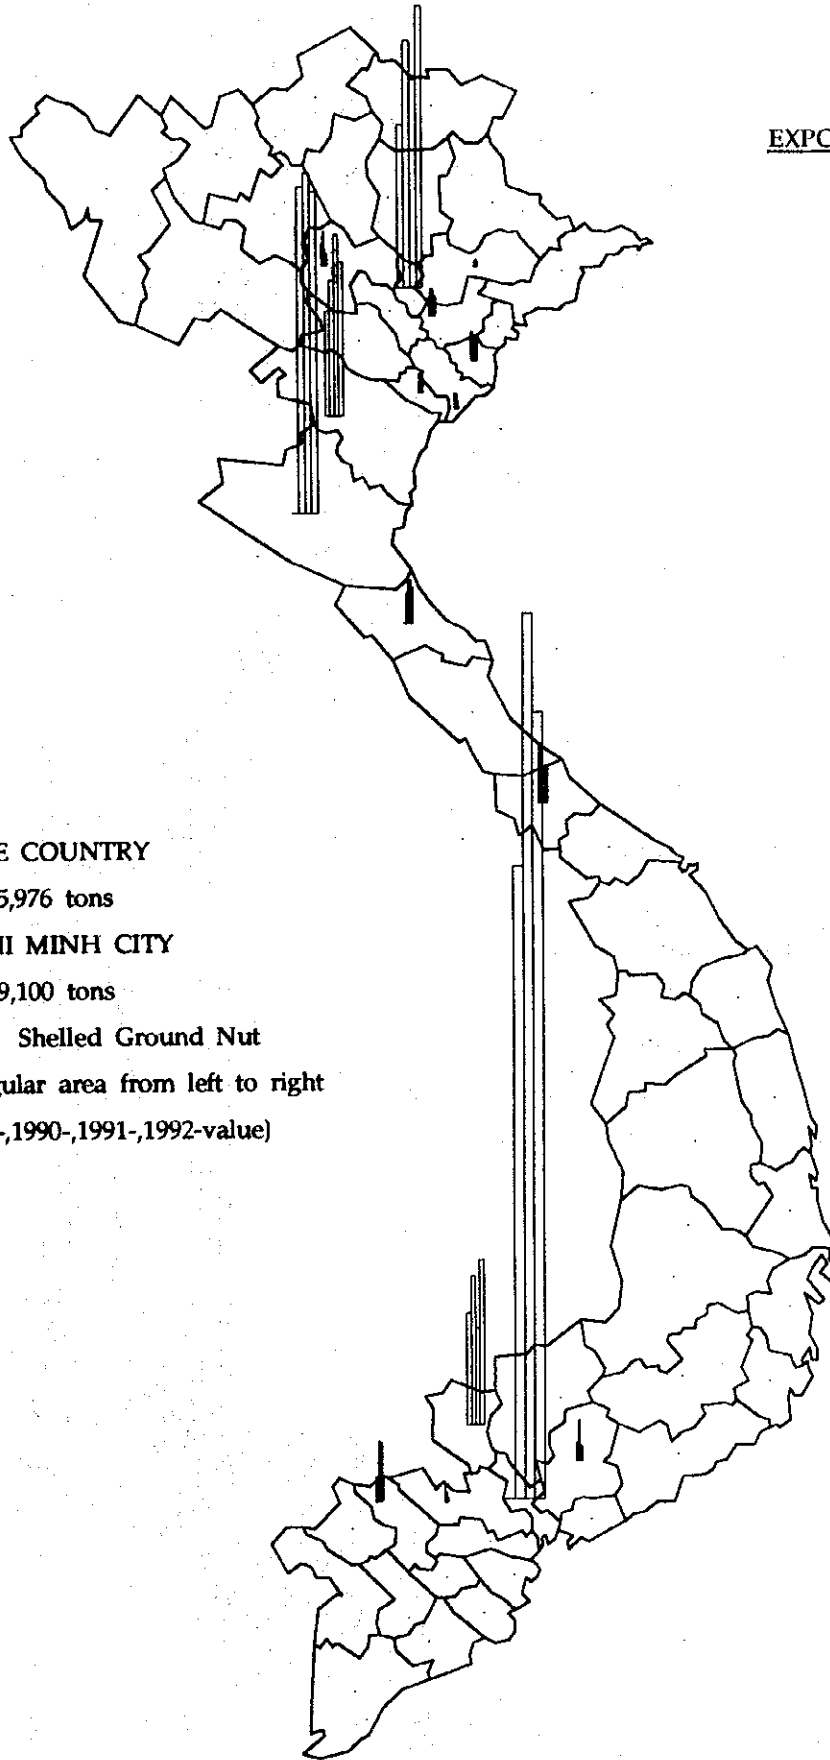 EXPO
E COUNTRY
5,976 tons
II MINH CITY
9,100 tons
Shelled Ground Nut
gular area from left to right
-,1990-,1991-,1992-value)